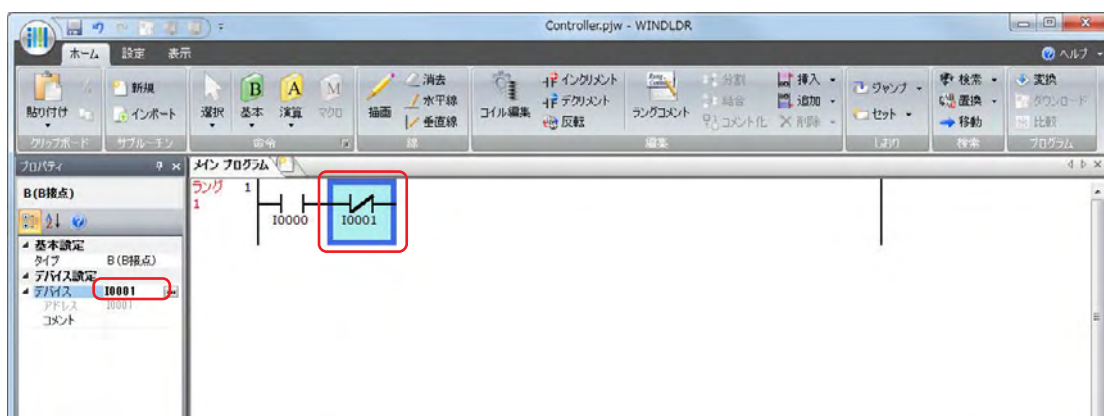 Controller.pjw - WINDLDR
ホーム 設定 表示 ヘルプ
貼り付け 新規 インポート
選択 B 基本 A 演算 M マクロ
描画 消去 水平線 垂直線
コイル編集 インクリメント デクリメント 反転
ラングコメント 分割 結合 コメント化
挿入 追加 削除
ジャンプ セット
検索 置換 移動
変換 ダウンロード 比較
クリップボード サブルーチン 命令 線 編集 しおり 検索 プログラム
プロパティ メイン プログラム
B(B接点)
基本設定
タイプ B(B接点)
デバイス設定
デバイス I0001
アドレス I0001
コメント
ラング 1
1
I0000 I0001